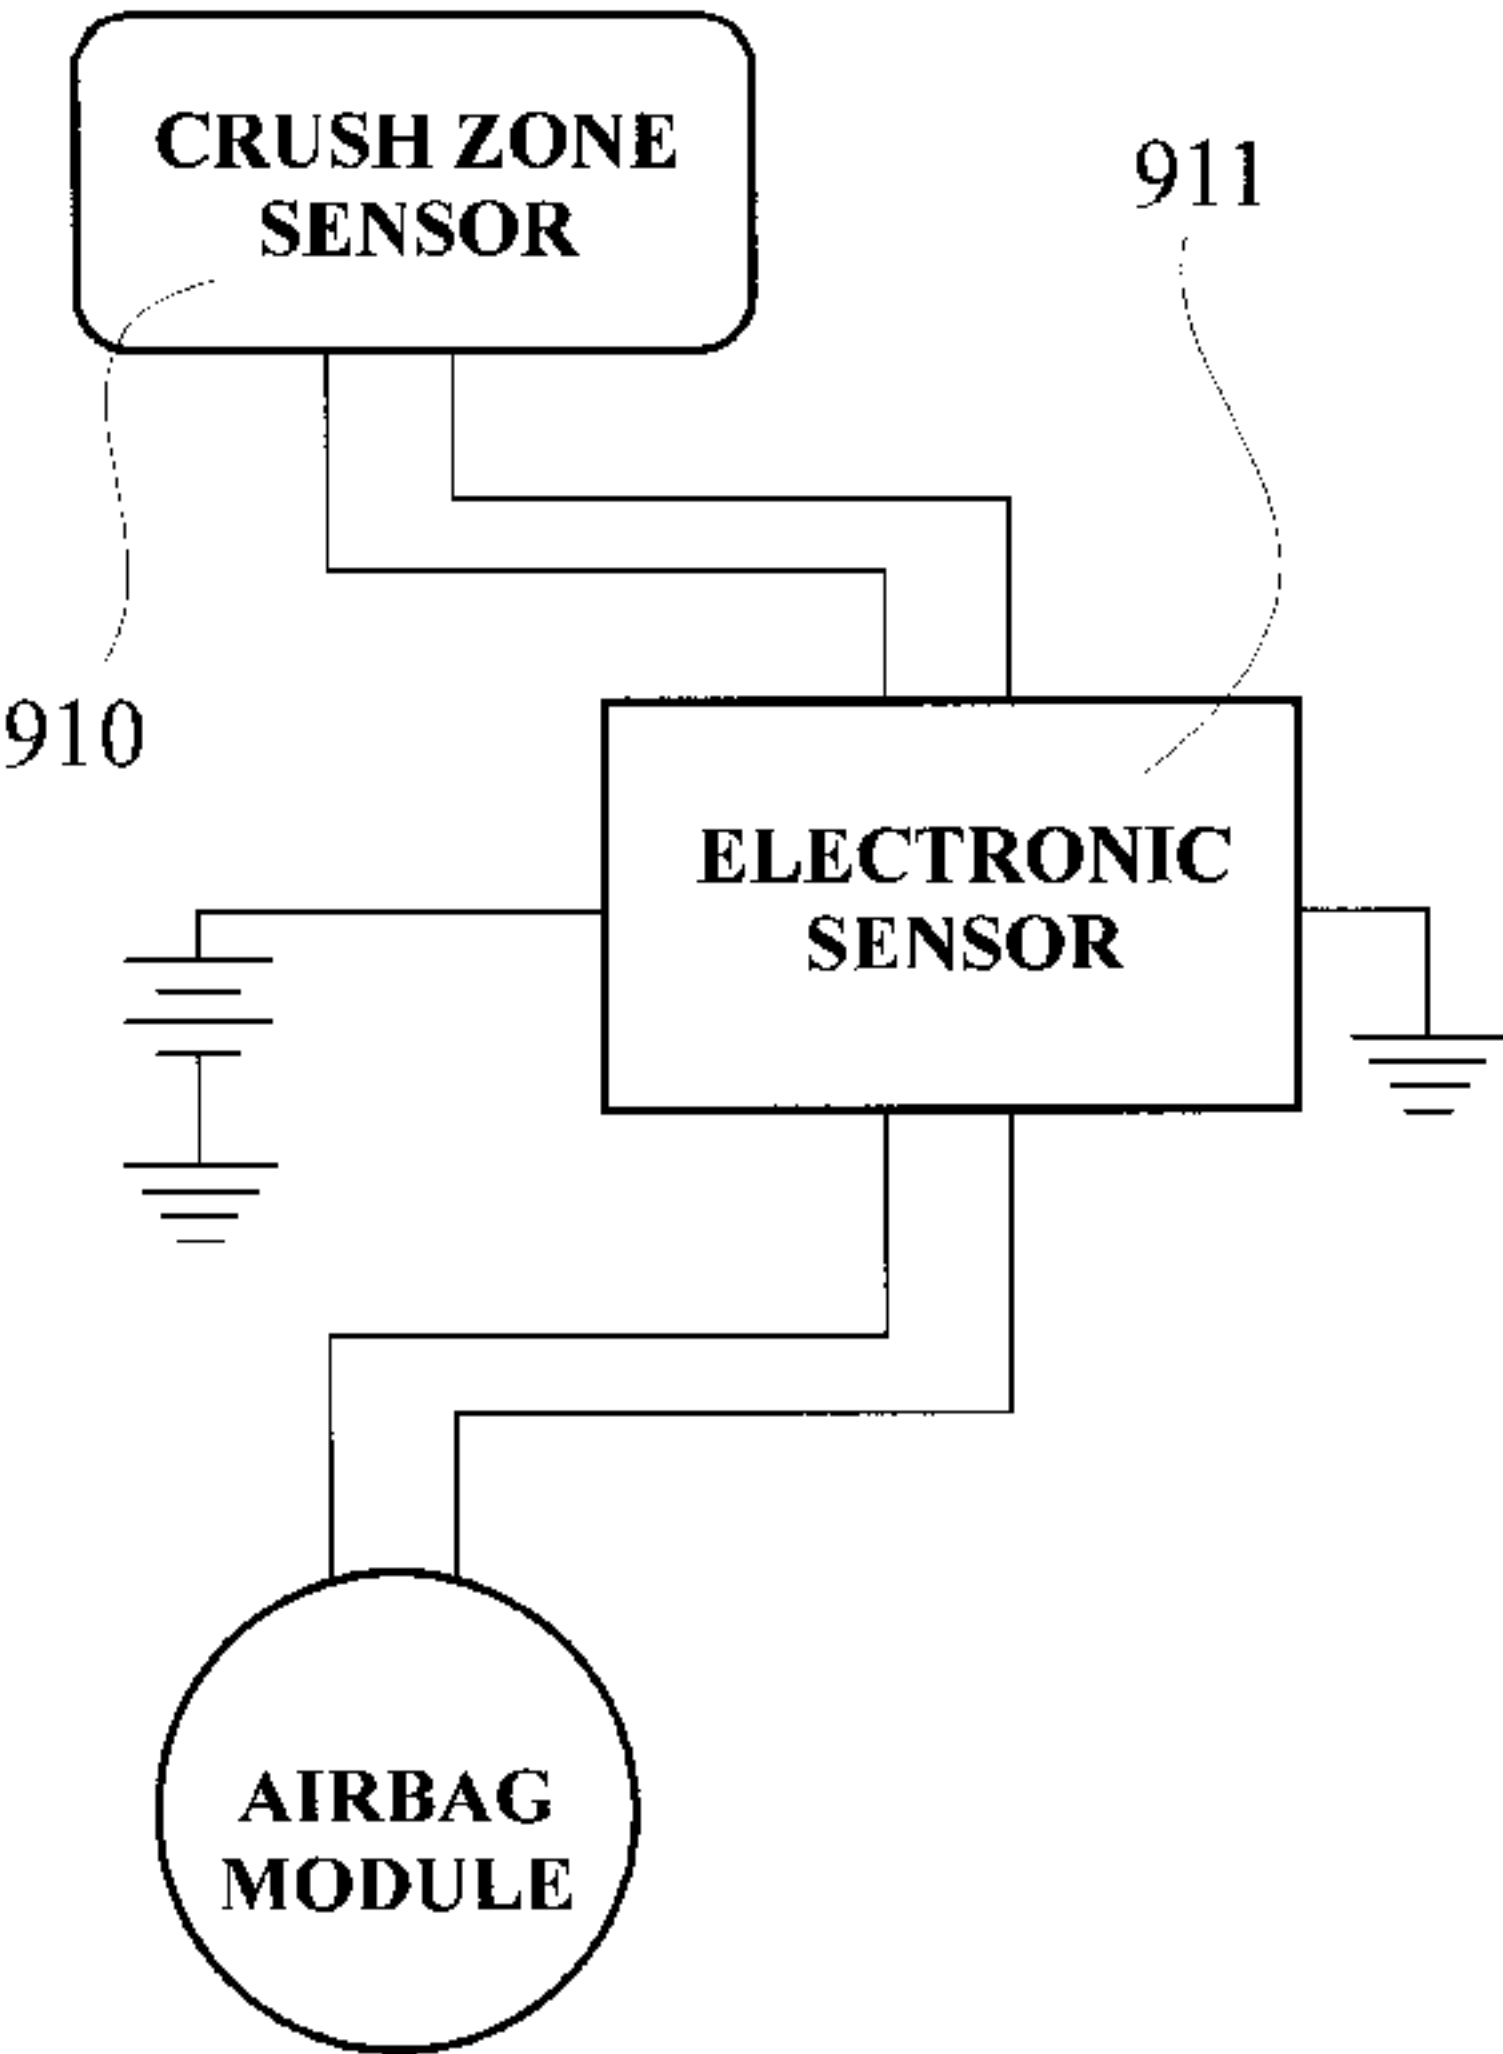 CRUSH ZONE
SENSOR
911
910
ELECTRONIC
SENSOR
AIRBAG
MODULE